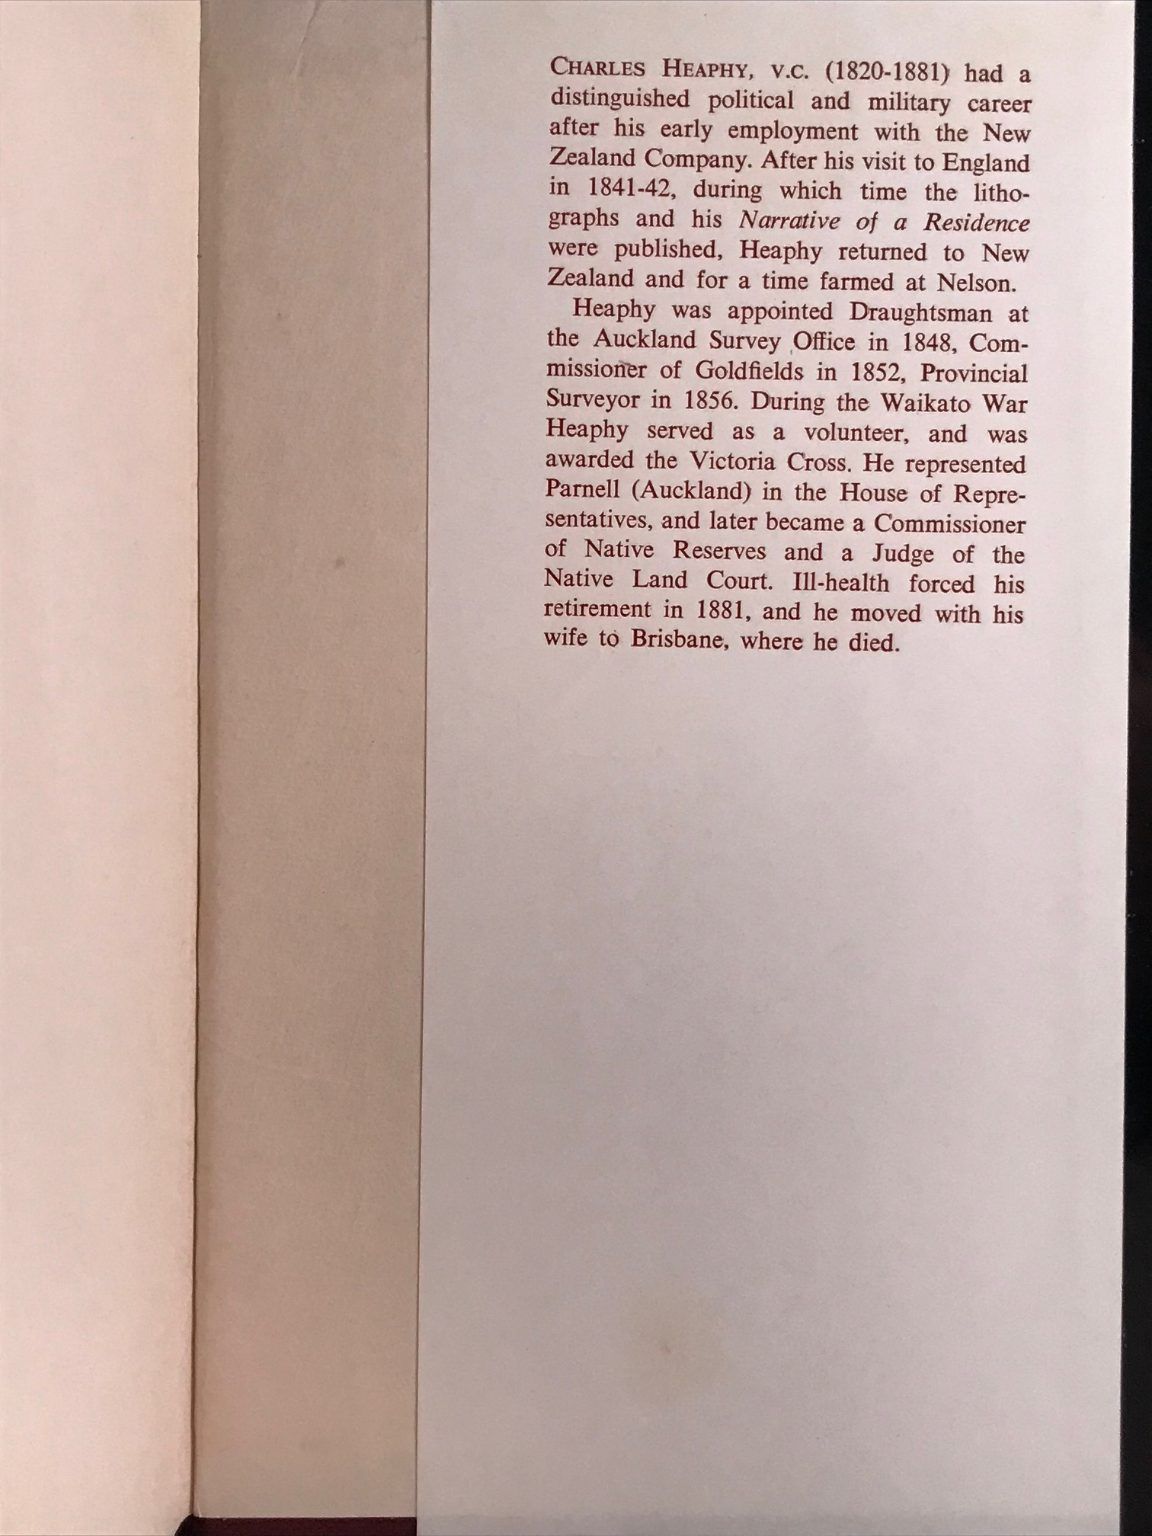 CHARLES HEAPHY, V.C. (1820-1881) had a
distinguished political and military career
after his early employment with the New
Zealand Company. After his visit to England
in 1841-42, during which time the litho-
graphs and his Narrative of a Residence
were published, Heaphy returned to New
Zealand and for a time farmed at Nelson.
Heaphy was appointed Draughtsman at
the Auckland Survey Office in 1848, Com-
missioner of Goldfields in 1852, Provincial
Surveyor in 1856. During the Waikato War
Heaphy served as a volunteer, and was
awarded the Victoria Cross. He represented
Parnell (Auckland) in the House of Repre-
sentatives, and later became a Commissioner
of Native Reserves and a Judge of the
Native Land Court. Ill-health forced his
retirement in 1881, and he moved with his
wife to Brisbane, where he died.